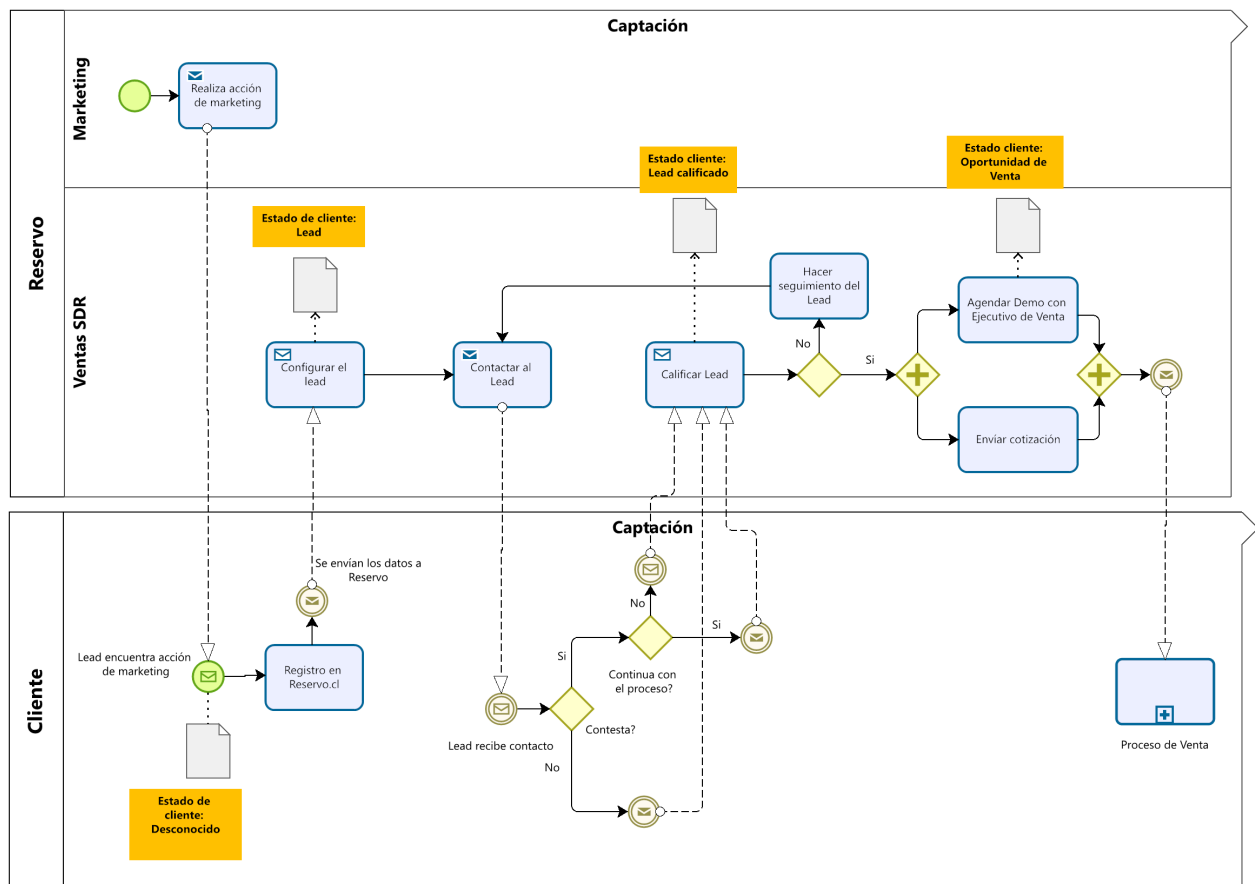 Captación
Reservo
Marketing
Realiza acción
de marketing
Ventas SDR
Estado de cliente:
Lead
Estado cliente:
Lead calificado
Estado cliente:
Oportunidad de
Venta
Configurar el
lead
Contactar al
Lead
Hacer
seguimiento del
Lead
Calificar Lead
No
Si
Agendar Demo con
Ejecutivo de Venta
Enviar cotización
Captación
Cliente
Se envían los datos a
Reservo
Lead encuentra acción
de marketing
Registro en
Reservo.cl
Estado de
cliente:
Desconocido
Lead recibe contacto
Contesta?
Si
No
Continua con
el proceso?
No
Si
Proceso de Venta